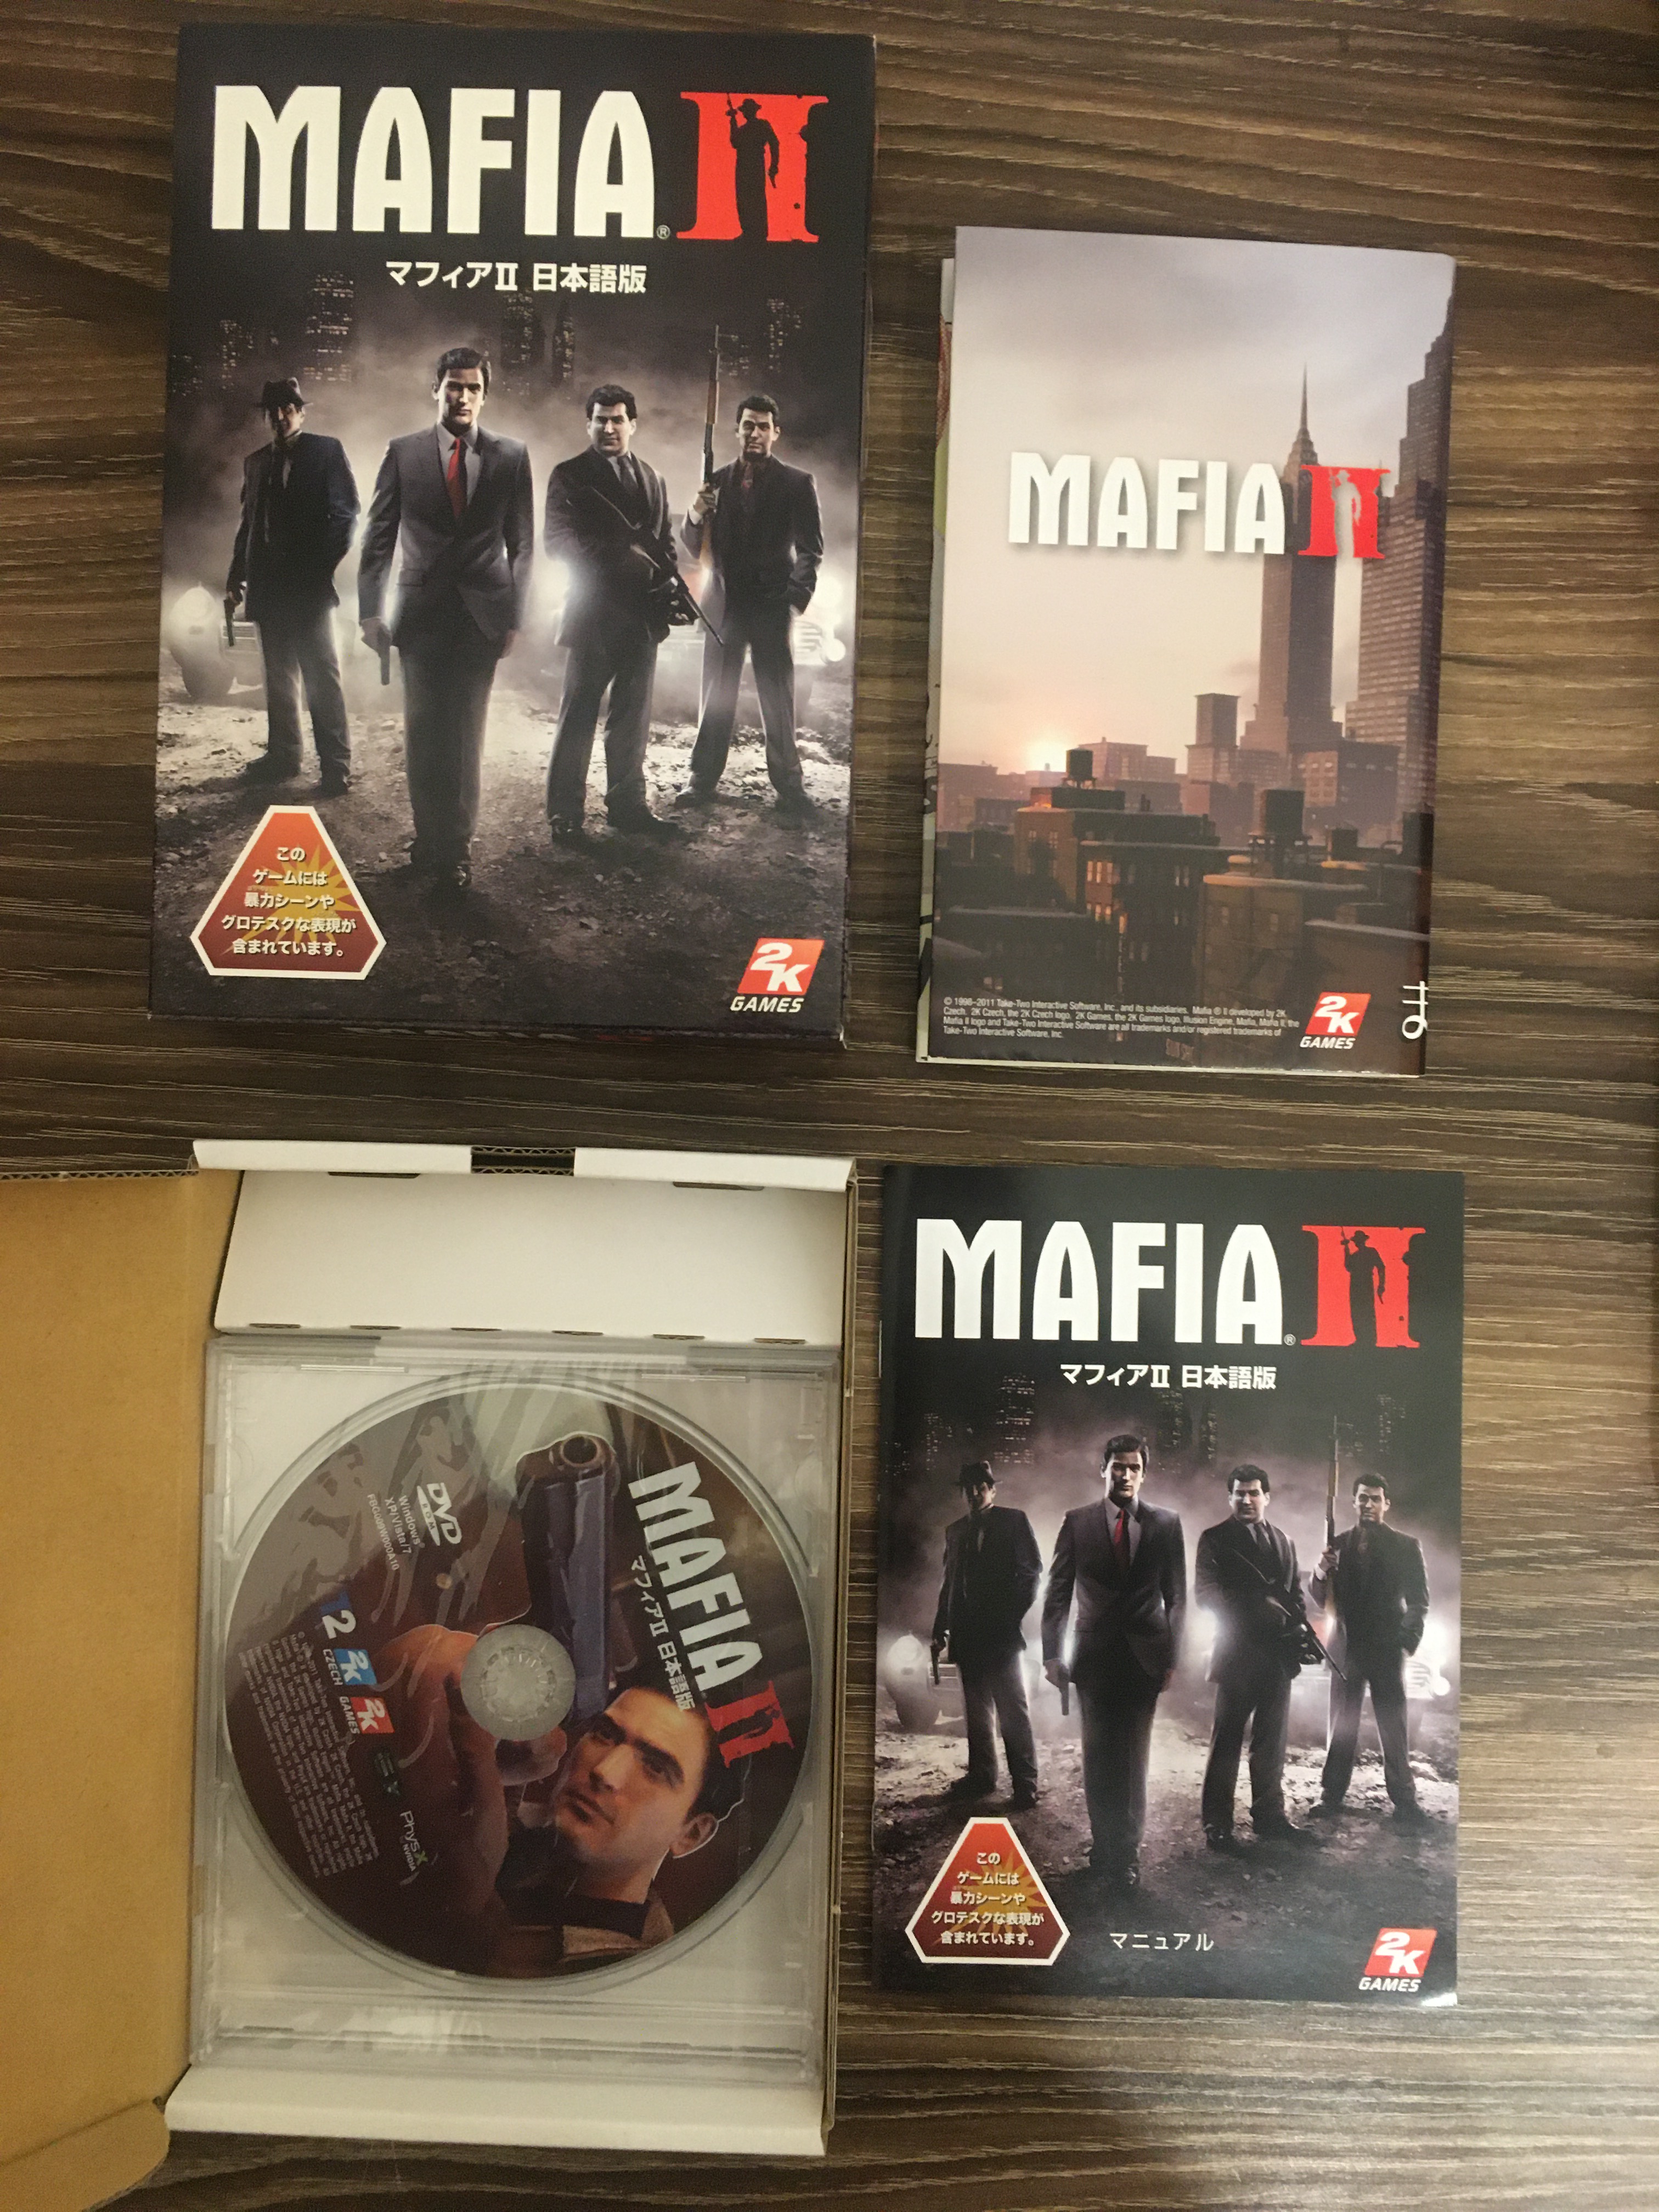 MAFIA II
®
マフィアII 日本語版
この
ゲームには
暴力シーンや
グロテスクな表現が
含まれています。
2K
GAMES
MAFIA II
© 1998–2011 Take-Two Interactive Software, Inc., and its subsidiaries. Mafia ® II developed by 2K
Czech. 2K Czech, the 2K Czech logo, 2K Games, the 2K Games logo, Illusion Engine, Mafia, Mafia II, the
Mafia II logo and Take-Two Interactive Software are all trademarks and/or registered trademarks of
Take-Two Interactive Software, Inc.
2K
GAMES
ま
MAFIA II
マフィアII 日本語版
DVD
Windows®
XP/Vista/7
2K
CZECH
2K
GAMES
PhysX
NVIDIA
MAFIA II
®
マフィアII 日本語版
この
ゲームには
暴力シーンや
グロテスクな表現が
含まれています。
マニュアル
2K
GAMES